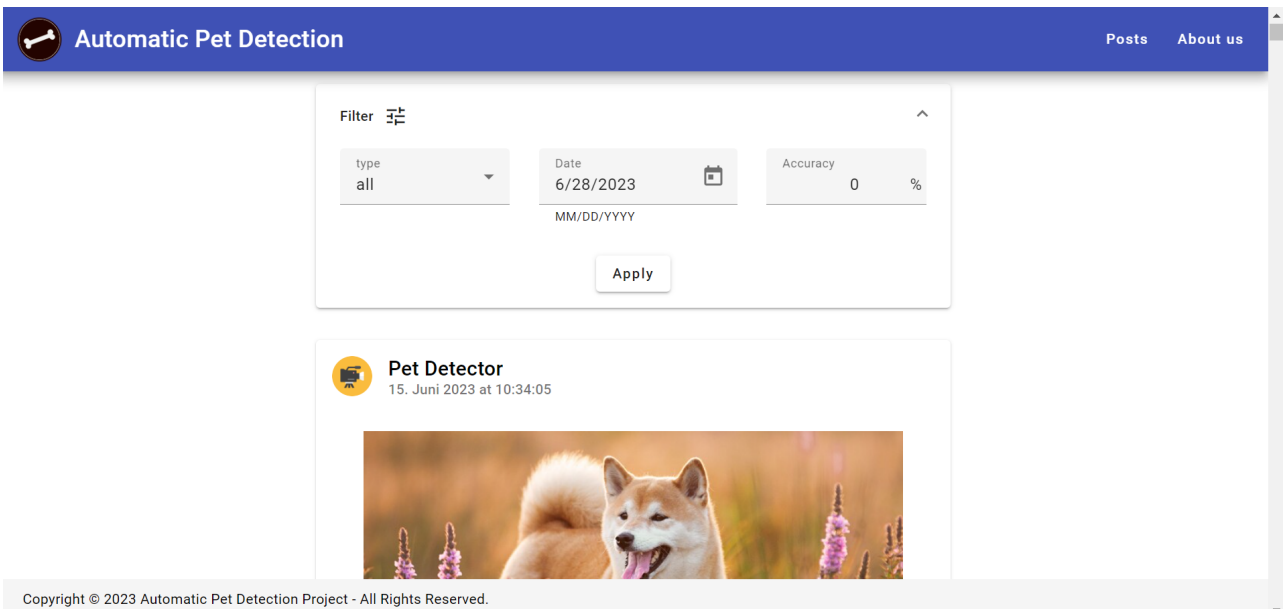 Automatic Pet Detection
Posts About us
Filter
type
all
Date
6/28/2023
MM/DD/YYYY
Accuracy
0 %
Apply
Pet Detector
15. Juni 2023 at 10:34:05
Copyright © 2023 Automatic Pet Detection Project - All Rights Reserved.